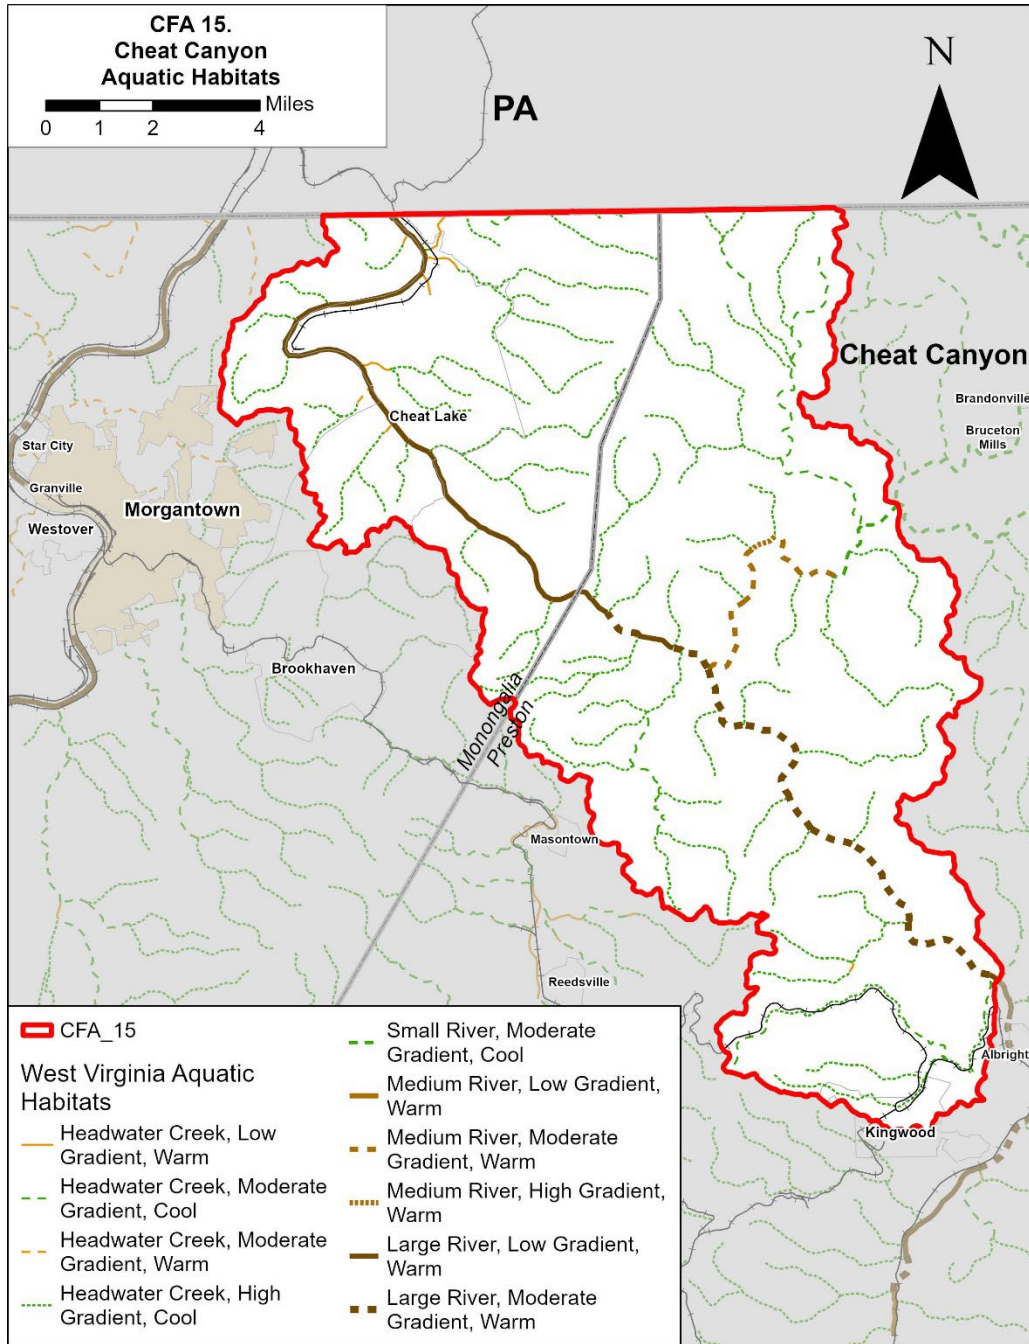 CFA 15.
Cheat Canyon
Aquatic Habitats
Miles
0 1 2 4
PA
N
Cheat Canyon
Brandonville
Bruceton
Mills
Cheat Lake
Star City
Granville
Morgantown
Westover
Brookhaven
Monongalia
Preston
Masontown
Reedsville
Albright
Kingwood
CFA_15
West Virginia Aquatic
Habitats
Headwater Creek, Low
Gradient, Warm
Headwater Creek, Moderate
Gradient, Cool
Headwater Creek, Moderate
Gradient, Warm
Headwater Creek, High
Gradient, Cool
Small River, Moderate
Gradient, Cool
Medium River, Low Gradient,
Warm
Medium River, Moderate
Gradient, Warm
Medium River, High Gradient,
Warm
Large River, Low Gradient,
Warm
Large River, Moderate
Gradient, Warm